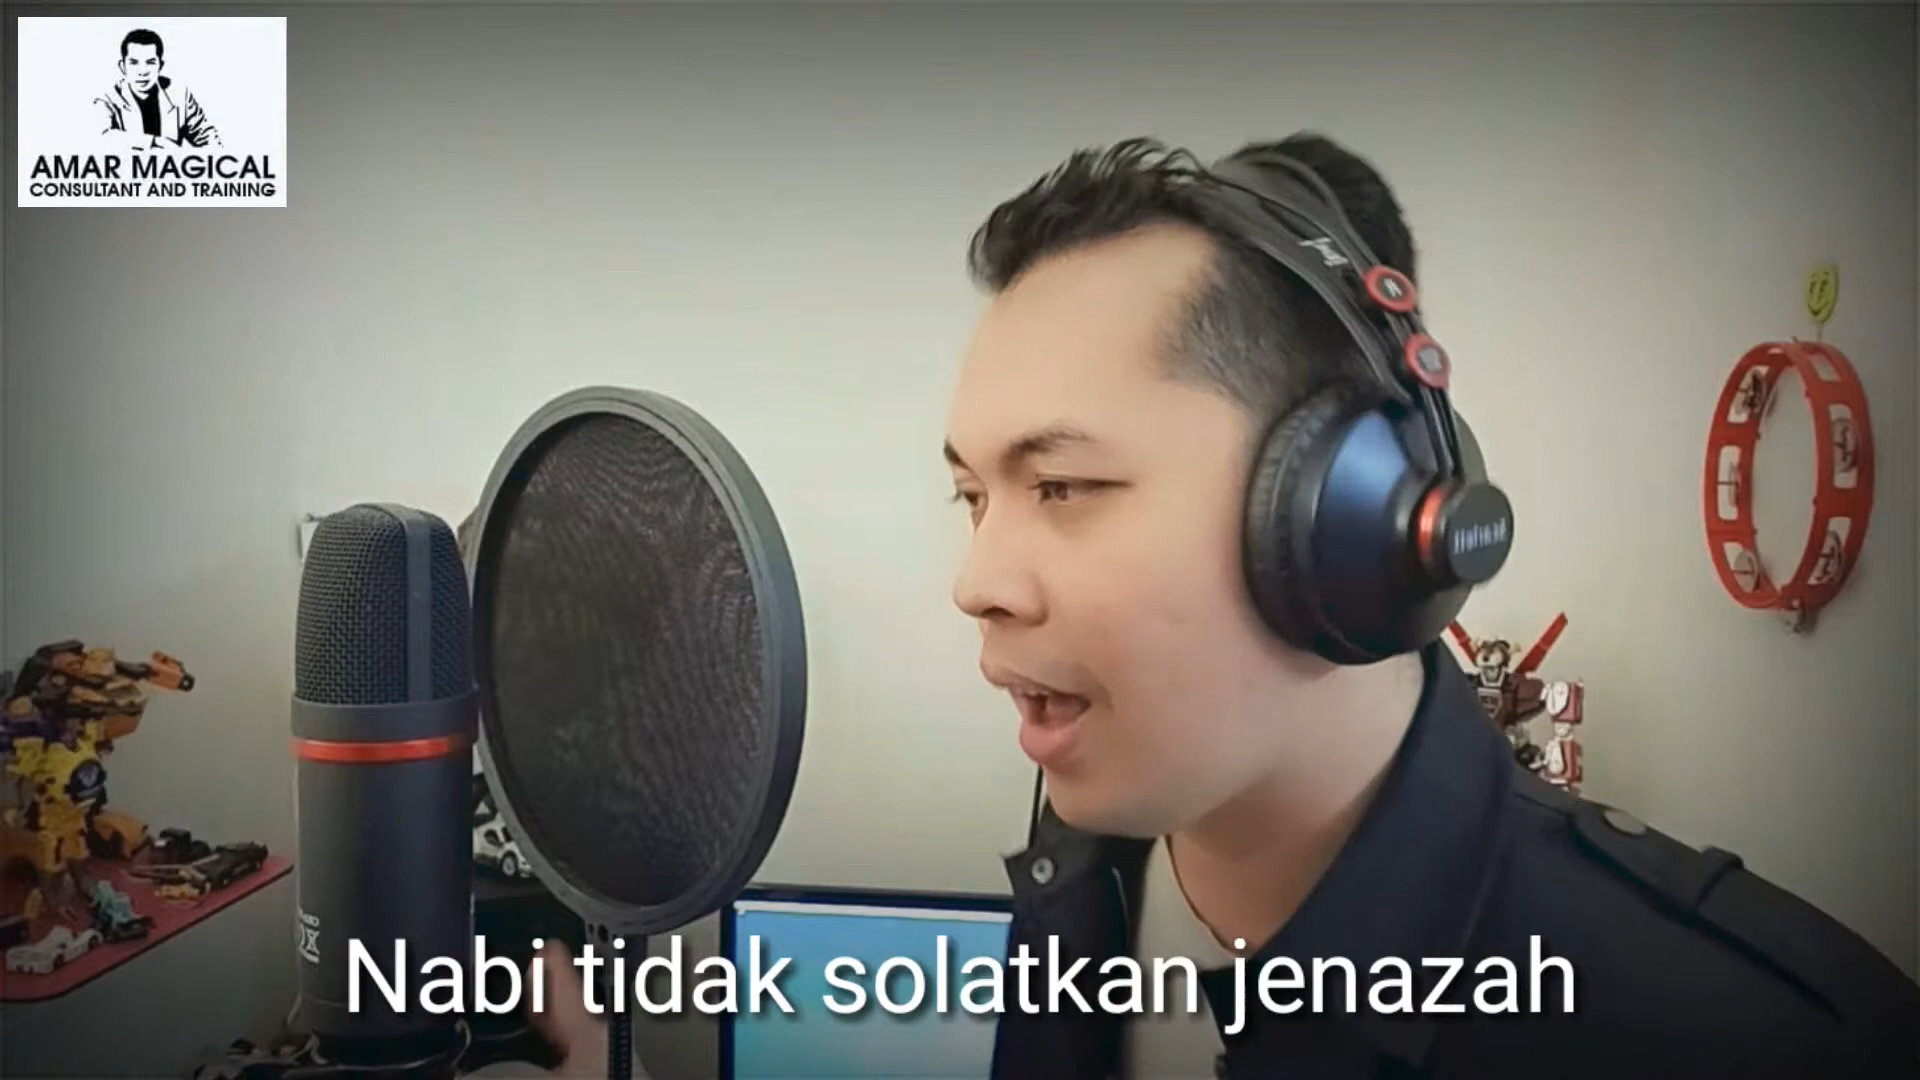 AMAR MAGICAL
CONSULTANT AND TRAINING
Nabi tidak solatkan jenazah